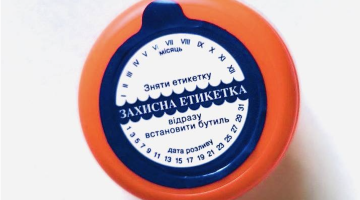 I II III IV V VI VII VIII IX X XI XII
місяць
Зняти етикетку
ЗАХИСНА ЕТИКЕТКА
відразу
встановити бутиль
дата розливу
1 3 5 7 9 11 13 15 17 19 21 23 25 27 29 31